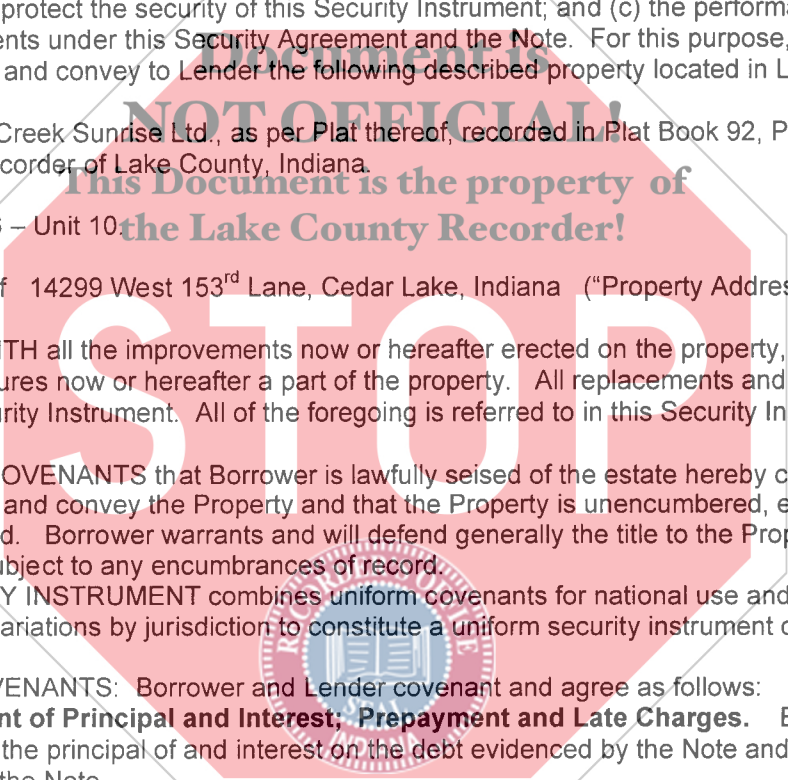 protect the security of this Security Instrument; and (c) the performa
ents under this Security Agreement and the Note. For this purpose,
and convey to Lender the following described property located in L
Document is
NOT OFFICIAL!
This Document is the property of
the Lake County Recorder!
Creek Sunrise Ltd., as per Plat thereof, recorded in Plat Book 92, P
corder of Lake County, Indiana.
– Unit 10.
f 14299 West 153rd Lane, Cedar Lake, Indiana (“Property Addres
STOP
ITH all the improvements now or hereafter erected on the property,
ures now or hereafter a part of the property. All replacements and
urity Instrument. All of the foregoing is referred to in this Security In
OVENANTS that Borrower is lawfully seised of the estate hereby c
and convey the Property and that the Property is unencumbered, e
d. Borrower warrants and will defend generally the title to the Prop
ubject to any encumbrances of record.
Y INSTRUMENT combines uniform covenants for national use and
ariations by jurisdiction to constitute a uniform security instrument c
RECORDER'S OFFICE
SEAL
INDIANA
VENANTS: Borrower and Lender covenant and agree as follows:
nt of Principal and Interest; Prepayment and Late Charges. B
the principal of and interest on the debt evidenced by the Note and
the Note